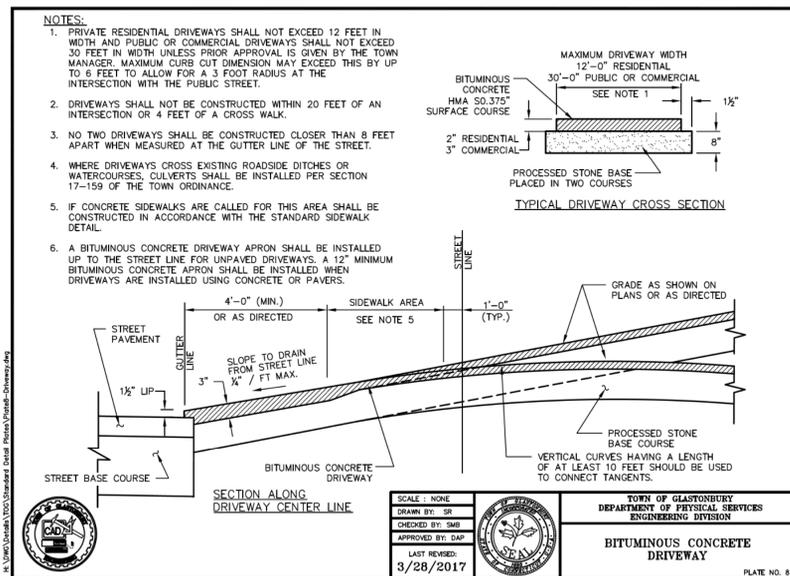 NOTES:
1. PRIVATE RESIDENTIAL DRIVEWAYS SHALL NOT EXCEED 12 FEET IN
WIDTH AND PUBLIC OR COMMERCIAL DRIVEWAYS SHALL NOT EXCEED
30 FEET IN WIDTH UNLESS PRIOR APPROVAL IS GIVEN BY THE TOWN
MANAGER. MAXIMUM CURB CUT DIMENSION MAY EXCEED THIS BY UP
TO 6 FEET TO ALLOW FOR A 3 FOOT RADIUS AT THE
INTERSECTION WITH THE PUBLIC STREET.
2. DRIVEWAYS SHALL NOT BE CONSTRUCTED WITHIN 20 FEET OF AN
INTERSECTION OR 4 FEET OF A CROSS WALK.
3. NO TWO DRIVEWAYS SHALL BE CONSTRUCTED CLOSER THAN 8 FEET
APART WHEN MEASURED AT THE GUTTER LINE OF THE STREET.
4. WHERE DRIVEWAYS CROSS EXISTING ROADSIDE DITCHES OR
WATERCOURSES, CULVERTS SHALL BE INSTALLED PER SECTION
17-159 OF THE TOWN ORDINANCE.
5. IF CONCRETE SIDEWALKS ARE CALLED FOR THIS AREA SHALL BE
CONSTRUCTED IN ACCORDANCE WITH THE STANDARD SIDEWALK
DETAIL.
6. A BITUMINOUS CONCRETE DRIVEWAY APRON SHALL BE INSTALLED
UP TO THE STREET LINE FOR UNPAVED DRIVEWAYS. A 12" MINIMUM
BITUMINOUS CONCRETE APRON SHALL BE INSTALLED WHEN
DRIVEWAYS ARE INSTALLED USING CONCRETE OR PAVERS.
MAXIMUM DRIVEWAY WIDTH
12'-0" RESIDENTIAL
30'-0" PUBLIC OR COMMERCIAL
SEE NOTE 1
BITUMINOUS
CONCRETE
HMA S0.375"
SURFACE COURSE
1½"
2" RESIDENTIAL
3" COMMERCIAL
8"
PROCESSED STONE BASE
PLACED IN TWO COURSES
TYPICAL DRIVEWAY CROSS SECTION
STREET
LINE
4'-0" (MIN.)
OR AS DIRECTED
SIDEWALK AREA
SEE NOTE 5
1'-0"
(TYP.)
GRADE AS SHOWN ON
PLANS OR AS DIRECTED
STREET
PAVEMENT
GUTTER
LINE
SLOPE TO DRAIN
FROM STREET LINE
¼" / FT MAX.
3"
1½" LIP
STREET BASE COURSE
BITUMINOUS CONCRETE
DRIVEWAY
PROCESSED STONE
BASE COURSE
VERTICAL CURVES HAVING A LENGTH
OF AT LEAST 10 FEET SHOULD BE USED
TO CONNECT TANGENTS.
SECTION ALONG
DRIVEWAY CENTER LINE
H:\DWG\Details\TOG\Standard Detail Plates\Plate8-Driveway.dwg
CAD
SCALE : NONE
DRAWN BY: SR
CHECKED BY: SMB
APPROVED BY: DAP
LAST REVISED:
3/28/2017
SEAL
TOWN OF GLASTONBURY
DEPARTMENT OF PHYSICAL SERVICES
ENGINEERING DIVISION
BITUMINOUS CONCRETE
DRIVEWAY
PLATE NO. 8